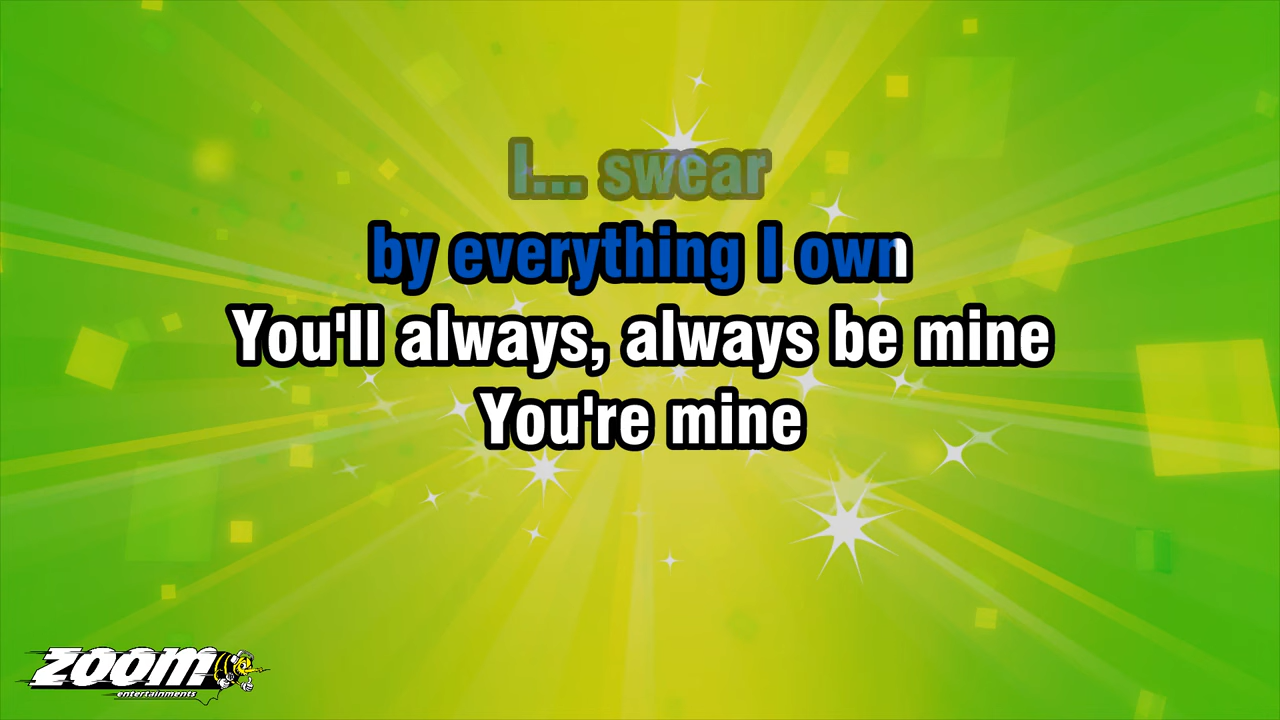 I... swear
by everything I own
You'll always, always be mine
You're mine
ZOOM
entertainments